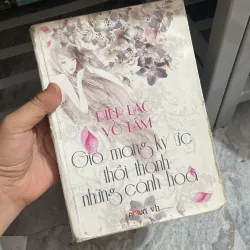 DIỆP LẠC
VÔ TÂM
Gió mang ký ức
thổi thành
những cánh hoa